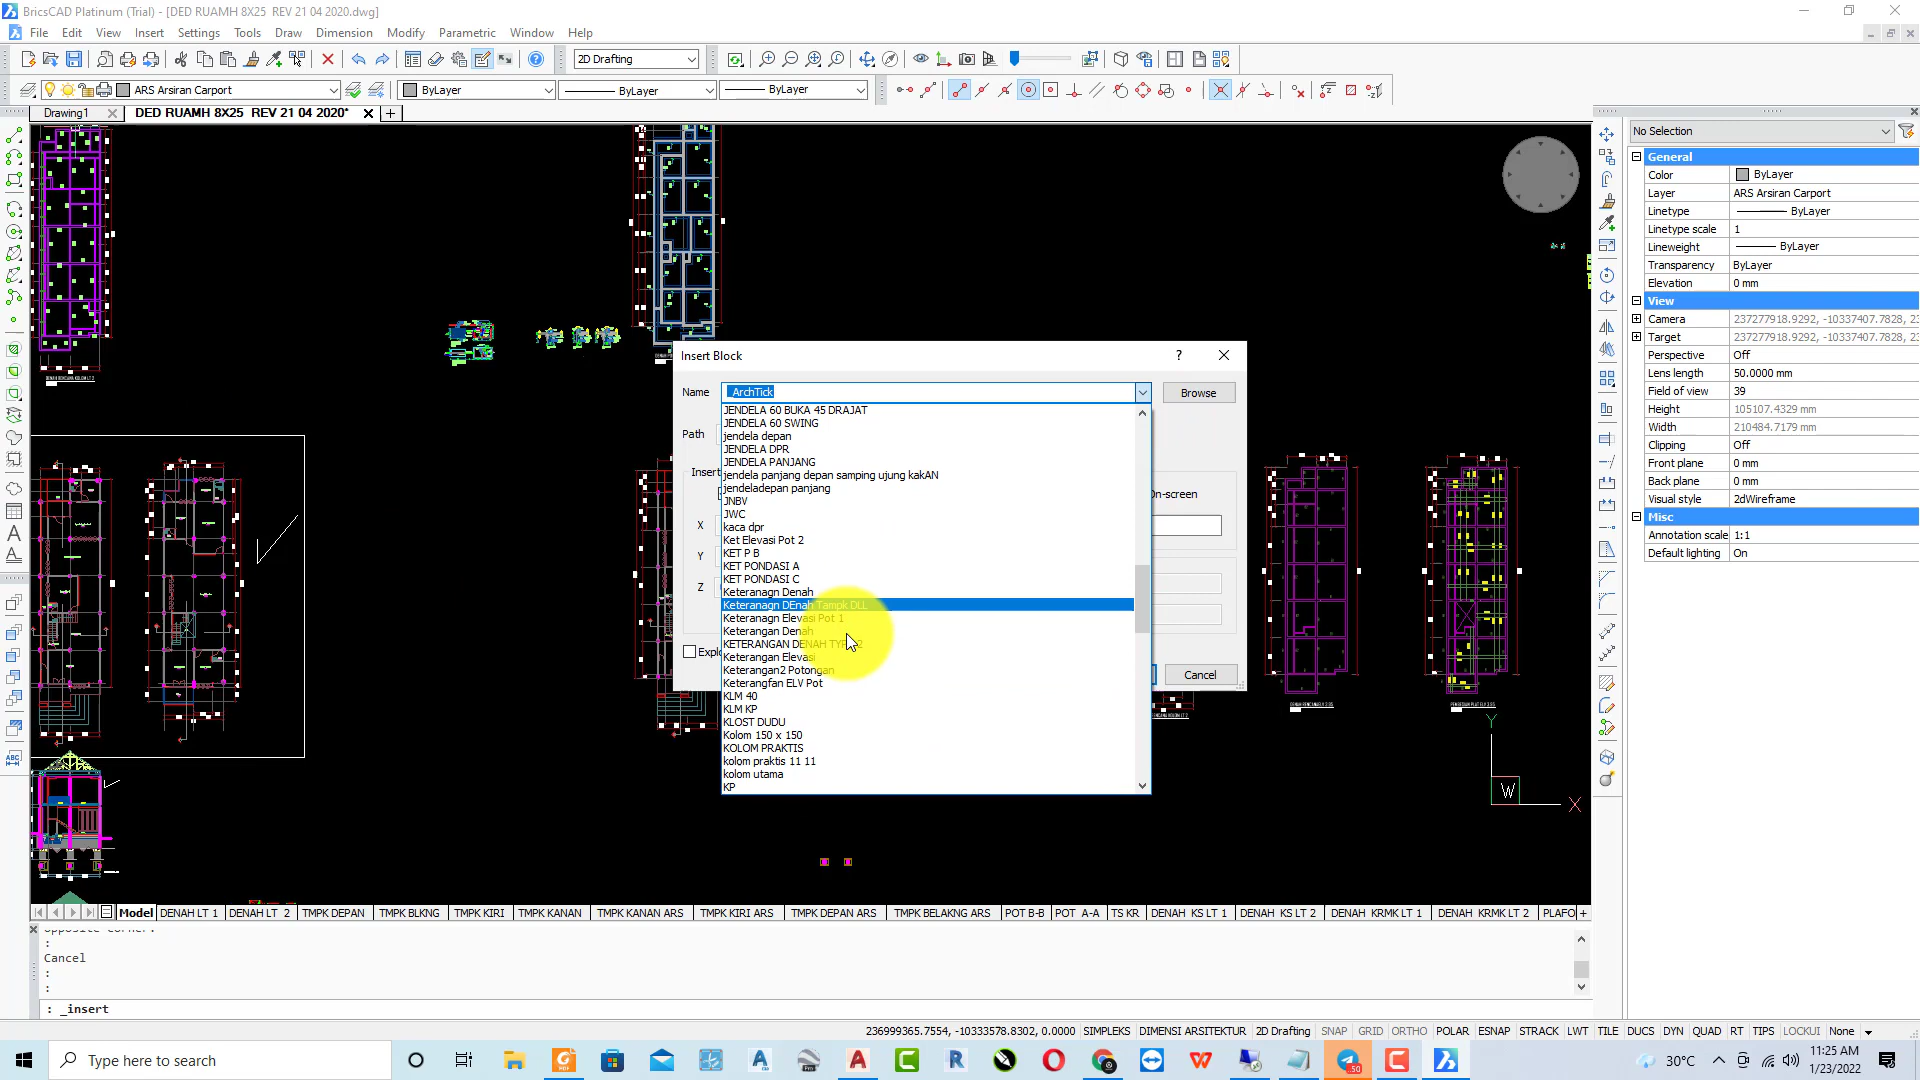 BricsCAD Platinum (Trial) - [DED RUAMH 8X25  REV 21 04 2020.dwg]
File Edit View Insert Settings Tools Draw Dimension Modify Parametric Window Help
2D Drafting
ARS Arsiran Carport
ByLayer
ByLayer
ByLayer
Drawing1
DED RUAMH 8X25  REV 21 04 2020*
Insert Block
?
Name
_ArchTick
Browse
Path
Insert
On-screen
X
Y
Z
Explo
Cancel
JENDELA 60 BUKA 45 DRAJAT
JENDELA 60 SWING
jendela depan
JENDELA DPR
JENDELA PANJANG
jendela panjang depan samping ujung kakAN
jendeladepan panjang
JNBV
JWC
kaca dpr
Ket Elevasi Pot 2
KET P B
KET PONDASI A
KET PONDASI C
Keteranagn Denah
Keteranagn DEnah Tampk DLL
Keteranagn Elevasi Pot 1
Keterangan Denah
KETERANGAN DENAH TYPE 2
Keterangan Elevasi
Keterangan2 Potongan
Keterangfan ELV Pot
KLM 40
KLM KP
KLOST DUDU
Kolom 150 x 150
KOLOM PRAKTIS
kolom praktis 11 11
kolom utama
KP
No Selection
General
Color ByLayer
Layer ARS Arsiran Carport
Linetype ByLayer
Linetype scale 1
Lineweight ByLayer
Transparency ByLayer
Elevation 0 mm
View
Camera 237277918.9292, -10337407.7828, 23
Target 237277918.9292, -10337407.7828, 23
Perspective Off
Lens length 50.0000 mm
Field of view 39
Height 105107.4329 mm
Width 210484.7179 mm
Clipping Off
Front plane 0 mm
Back plane 0 mm
Visual style 2dWireframe
Misc
Annotation scale 1:1
Default lighting On
Y
W
X
Model DENAH LT 1 DENAH LT 2 TMPK DEPAN TMPK BLKNG TMPK KIRI TMPK KANAN TMPK KANAN ARS TMPK KIRI ARS TMPK DEPAN ARS TMPK BELAKNG ARS POT B-B POT A-A TS KR DENAH KS LT 1 DENAH KS LT 2 DENAH KRMK LT 1 DENAH KRMK LT 2 PLAFO
Opposite corner:
:
Cancel
:
:
: _insert
236999365.7554, -10333578.8302, 0.0000 SIMPLEKS DIMENSI ARSITEKTUR 2D Drafting SNAP GRID ORTHO POLAR ESNAP STRACK LWT TILE DUCS DYN QUAD RT TIPS LOCKUI None
Type here to search
30°C
11:25 AM
1/23/2022